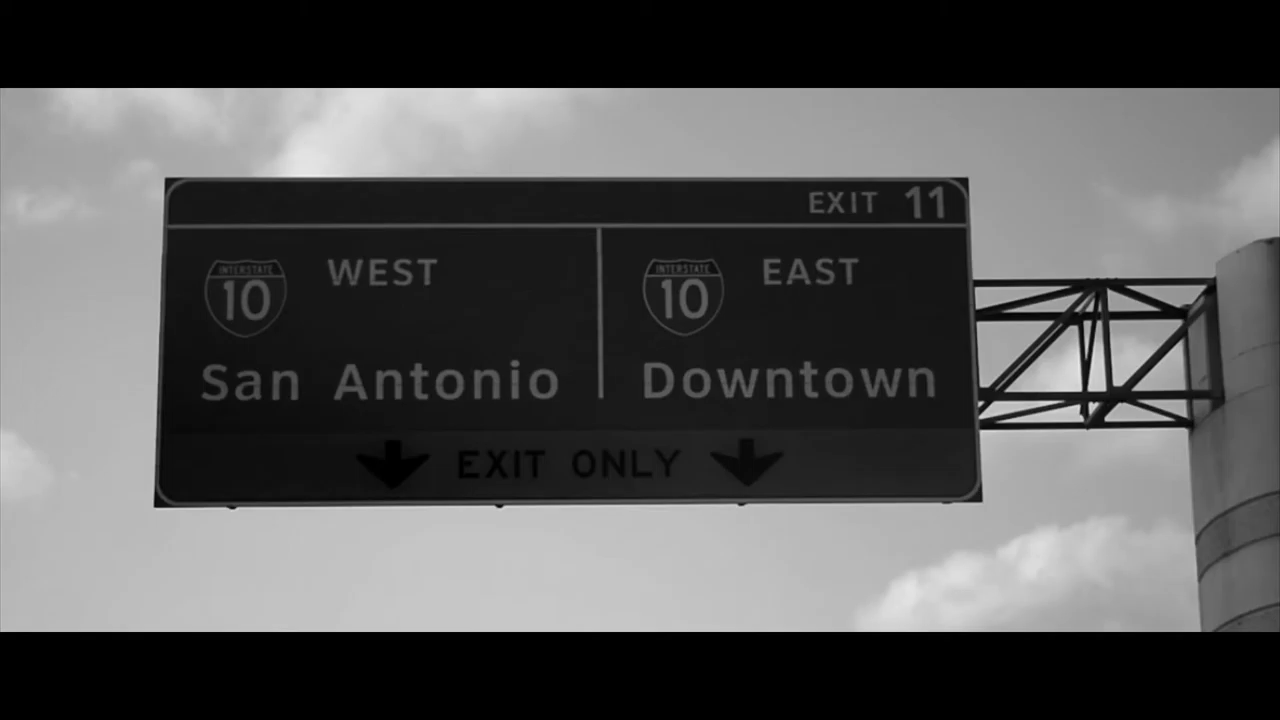 EXIT 11
INTERSTATE 10 WEST
San Antonio
INTERSTATE 10 EAST
Downtown
EXIT ONLY